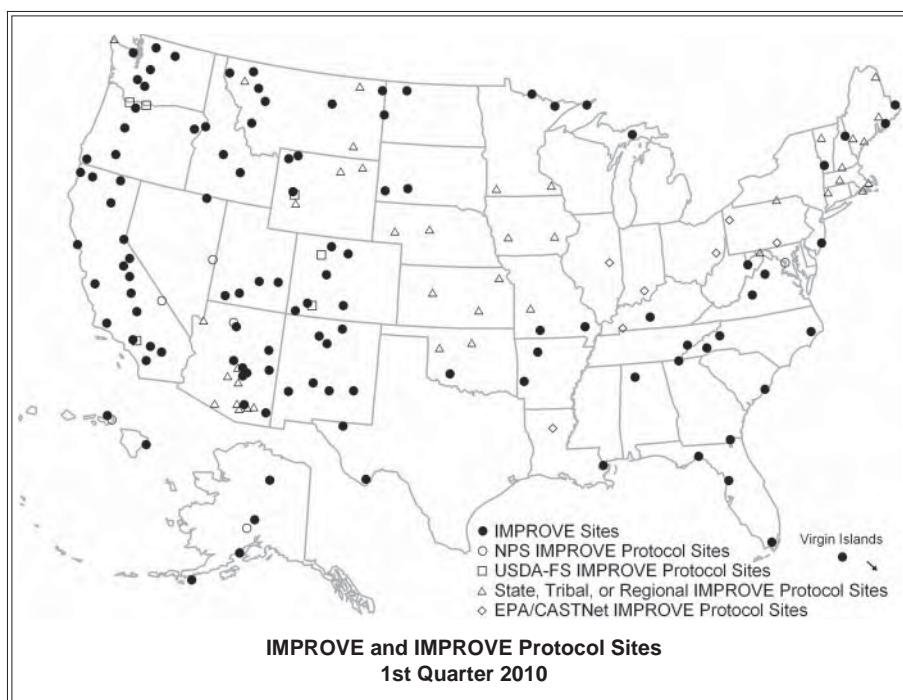 IMPROVE Sites
NPS IMPROVE Protocol Sites
USDA-FS IMPROVE Protocol Sites
State, Tribal, or Regional IMPROVE Protocol Sites
EPA/CASTNet IMPROVE Protocol Sites
Virgin Islands
IMPROVE and IMPROVE Protocol Sites
1st Quarter 2010